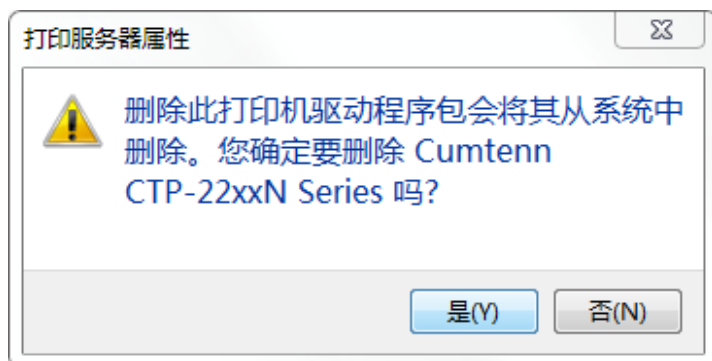 打印服务器属性
删除此打印机驱动程序包会将其从系统中
删除。您确定要删除 Cumtenn
CTP-22xxN Series 吗?
是(Y) 否(N)